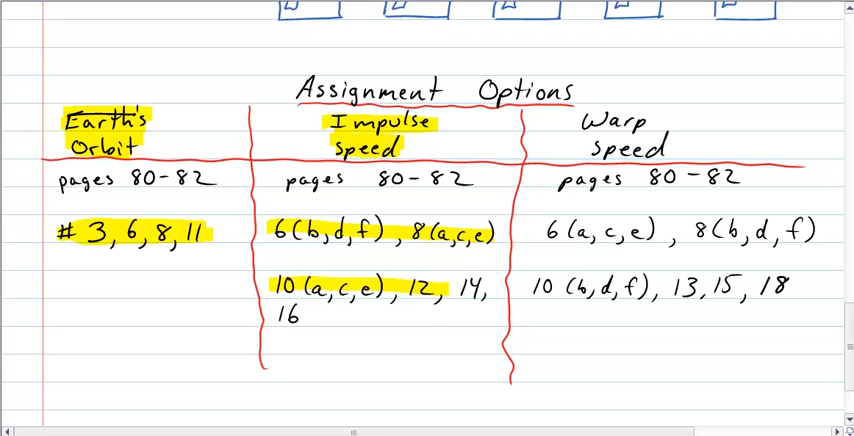 Assignment Options
Earth's
Orbit
pages 80-82
# 3, 6, 8, 11
Impulse
Speed
pages 80-82
6(b,d,f), 8(a,c,e)
10(a,c,e), 12, 14,
16
Warp
Speed
pages 80-82
6(a,c,e), 8(b,d,f)
10(b,d,f), 13, 15, 18